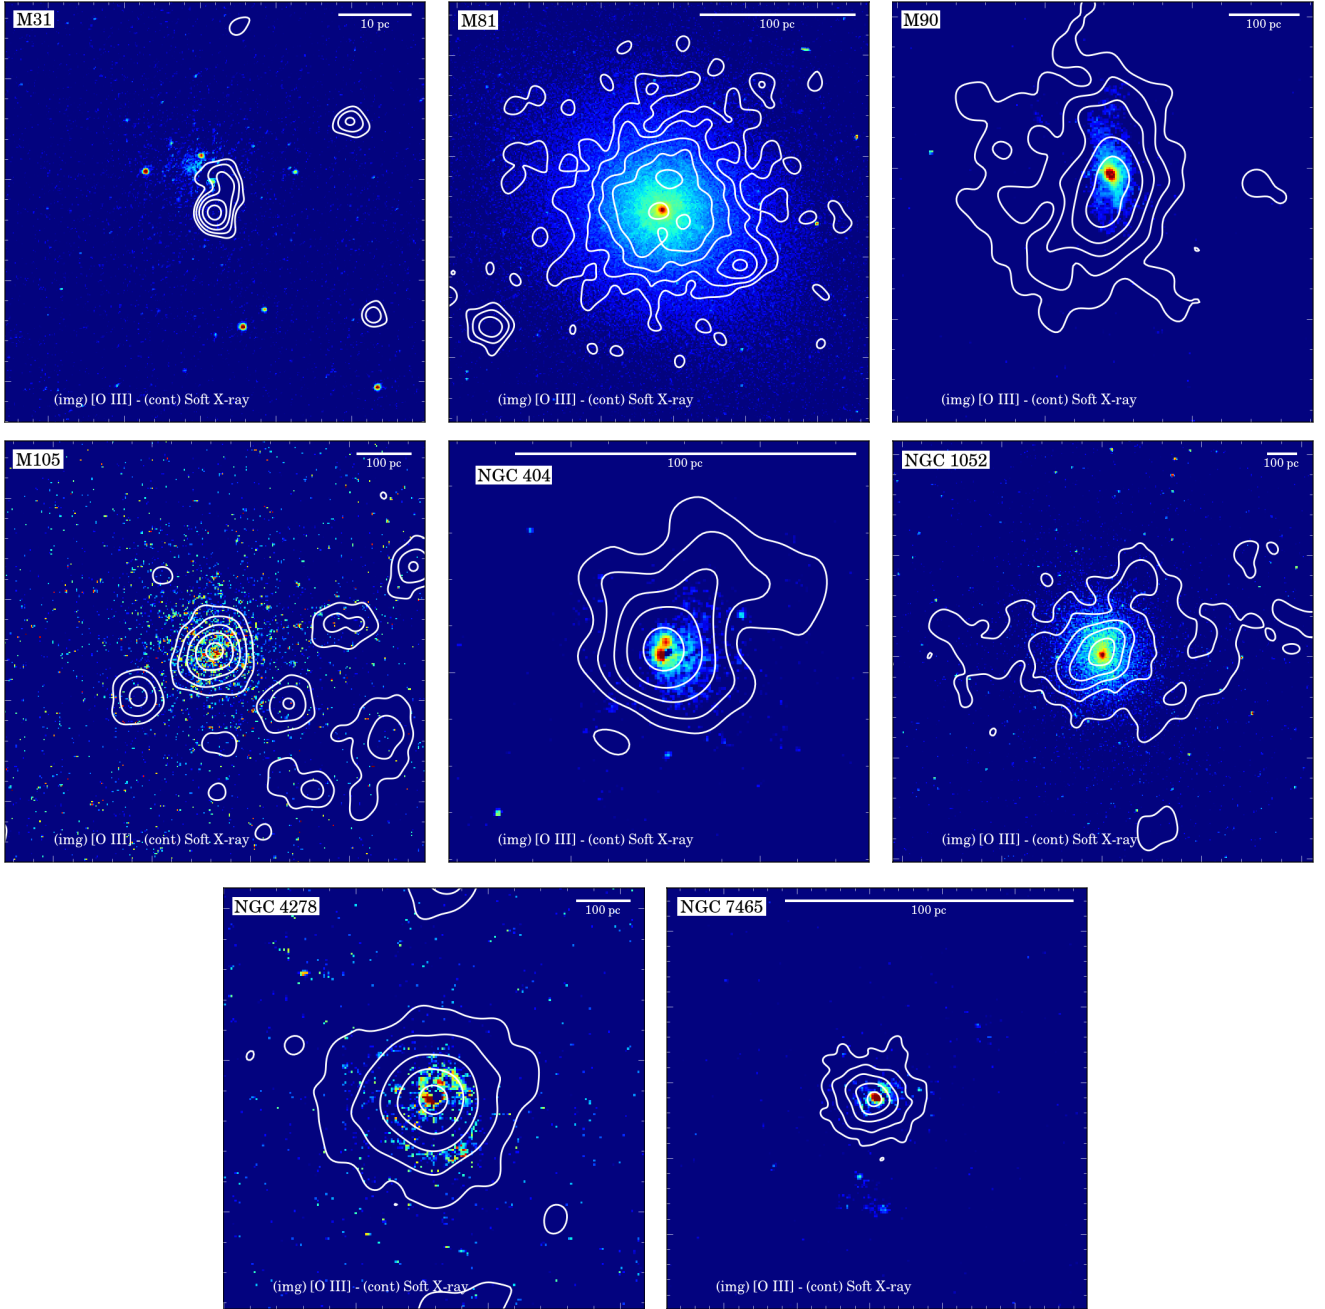 M31
10 pc
(img) [O III] - (cont) Soft X-ray
M81
100 pc
(img) [O III] - (cont) Soft X-ray
M90
100 pc
(img) [O III] - (cont) Soft X-ray
M105
100 pc
(img) [O III] - (cont) Soft X-ray
NGC 404
100 pc
(img) [O III] - (cont) Soft X-ray
NGC 1052
100 pc
(img) [O III] - (cont) Soft X-ray
NGC 4278
100 pc
(img) [O III] - (cont) Soft X-ray
NGC 7465
100 pc
(img) [O III] - (cont) Soft X-ray